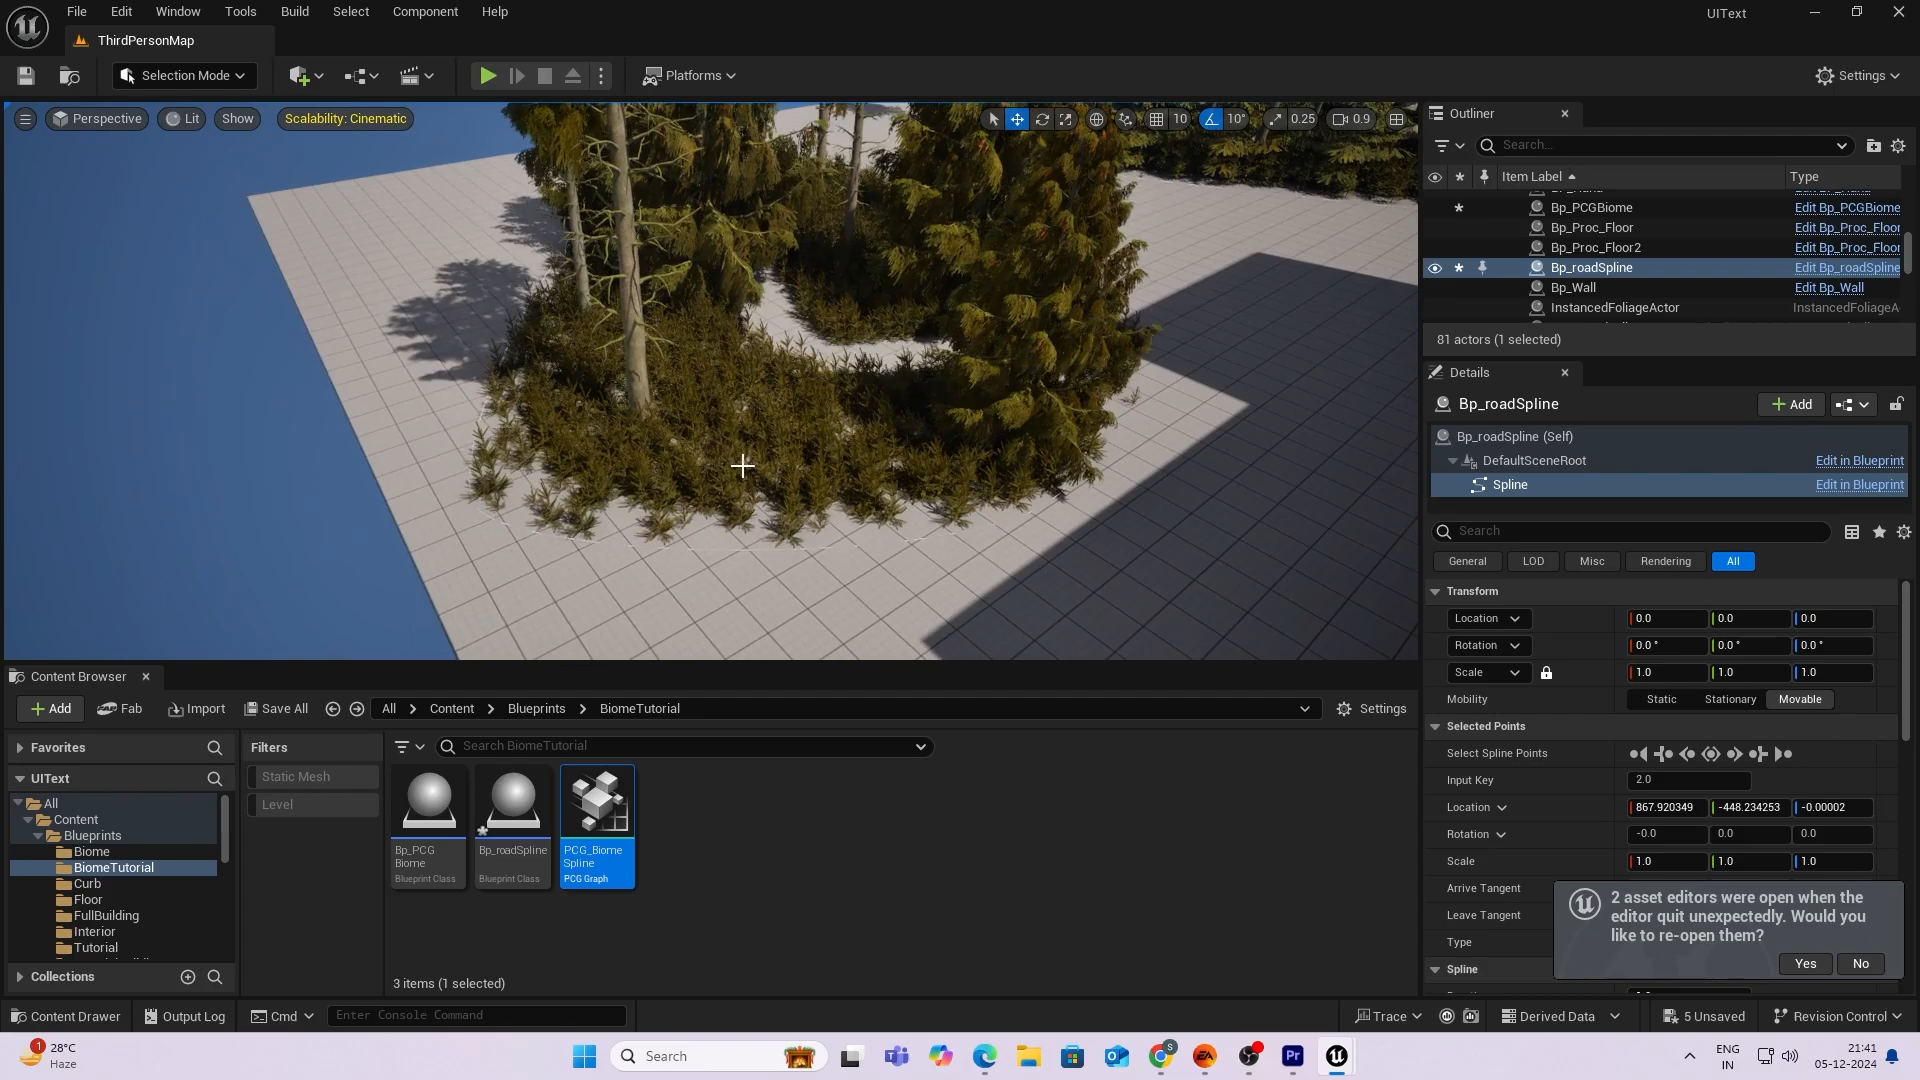 File Edit Window Tools Build Select Component Help
UIText
ThirdPersonMap
Selection Mode
Platforms
Settings
Perspective Lit Show Scalability: Cinematic
10 10° 0.25 0.9
Outliner
Search...
Item Label Type
Bp_PCGBiome Edit Bp_PCGBiome
Bp_Proc_Floor Edit Bp_Proc_Floor
Bp_Proc_Floor2 Edit Bp_Proc_Floor
Bp_roadSpline Edit Bp_roadSpline
Bp_Wall Edit Bp_Wall
InstancedFoliageActor InstancedFoliageA
81 actors (1 selected)
Details
Bp_roadSpline
Add
Bp_roadSpline (Self)
DefaultSceneRoot Edit in Blueprint
Spline Edit in Blueprint
Search
General LOD Misc Rendering All
Transform
Location 0.0 0.0 0.0
Rotation 0.0° 0.0° 0.0°
Scale 1.0 1.0 1.0
Mobility Static Stationary Movable
Selected Points
Select Spline Points
Input Key 2.0
Location 867.920349 -448.234253 -0.00002
Rotation -0.0 0.0 0.0
Scale 1.0 1.0 1.0
Arrive Tangent
Leave Tangent
Type
Spline
2 asset editors were open when the
editor quit unexpectedly. Would you
like to re-open them?
Yes No
Content Browser
Add Fab Import Save All All Content Blueprints BiomeTutorial Settings
Favorites
UIText
All
Content
Blueprints
Biome
BiomeTutorial
Curb
Floor
FullBuilding
Interior
Tutorial
Collections
Filters
Static Mesh
Level
Search BiomeTutorial
Bp_PCG
Biome
Blueprint Class
Bp_roadSpline
Blueprint Class
PCG_Biome
Spline
PCG Graph
3 items (1 selected)
Content Drawer Output Log Cmd Enter Console Command
Trace Derived Data 5 Unsaved Revision Control
1
28°C
Haze
Search
S
EA
Pr
ENG
IN
21:41
05-12-2024